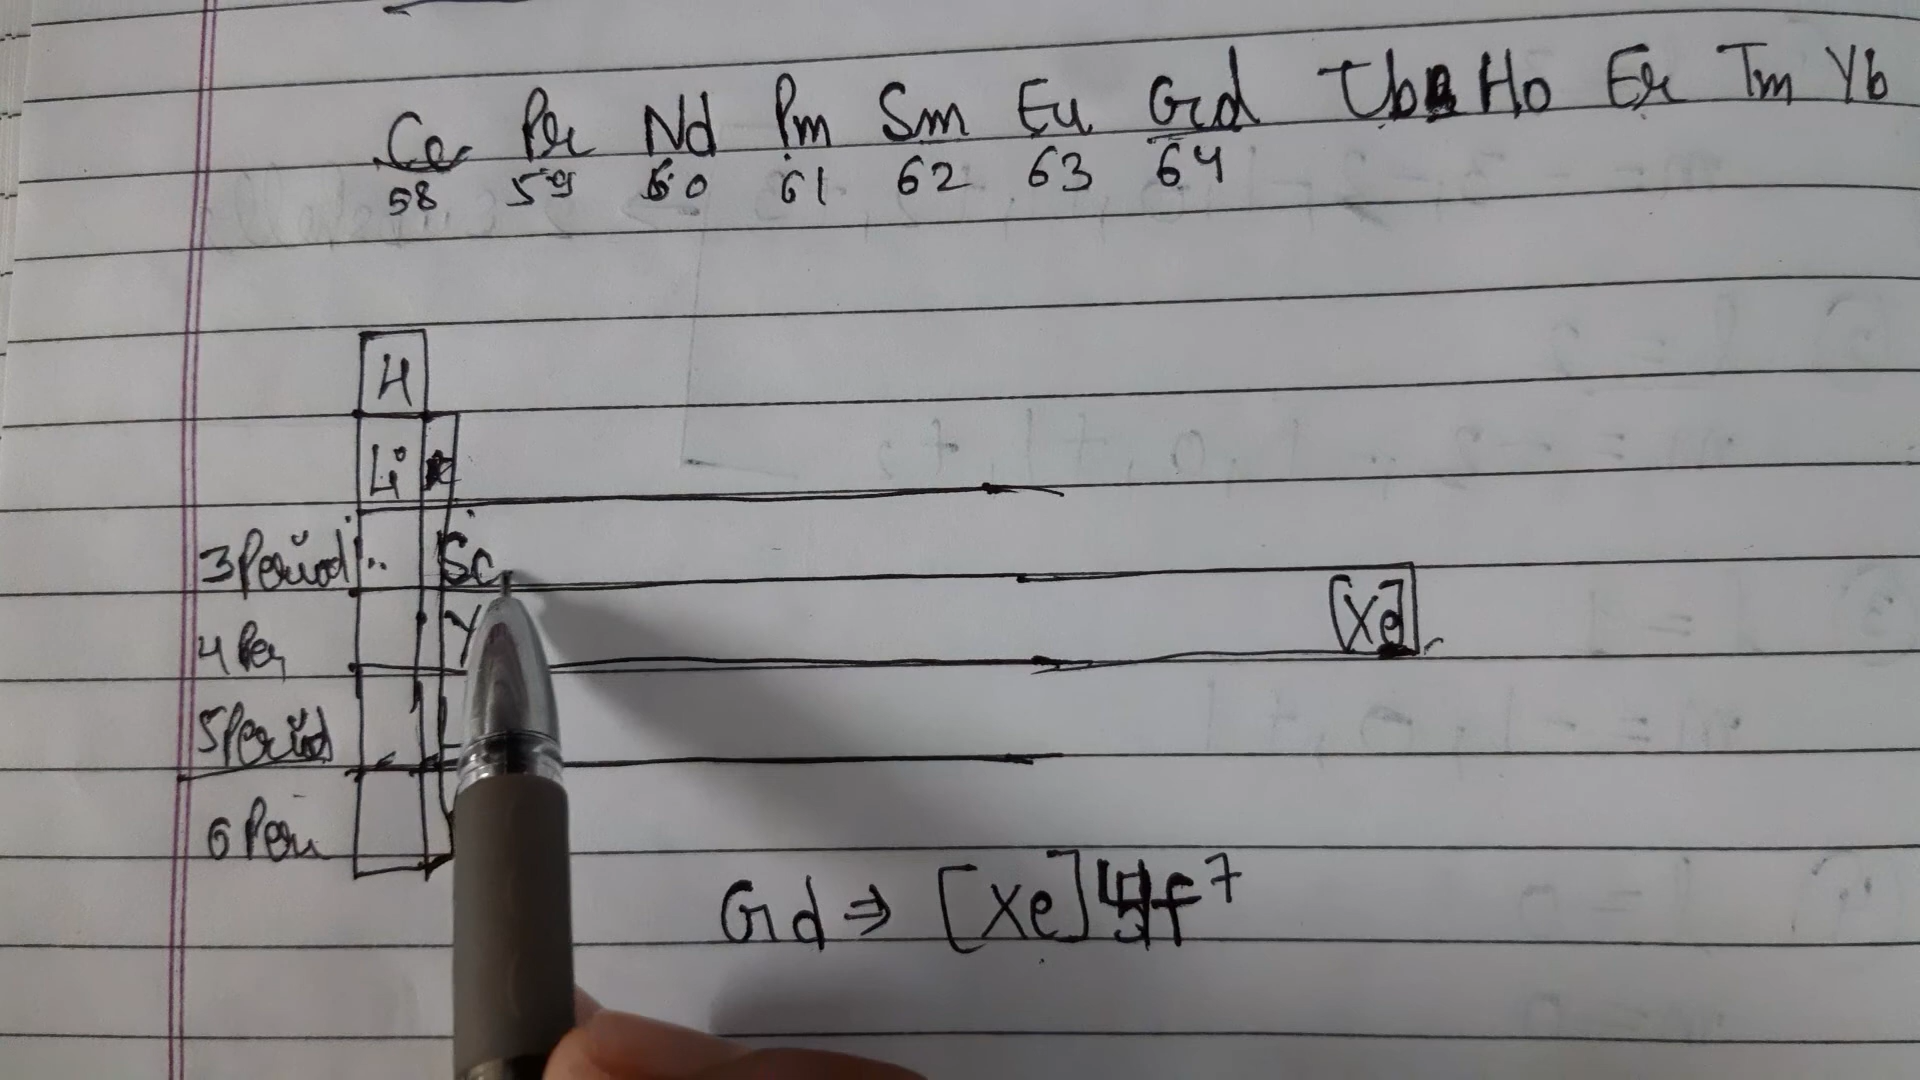 Ce Pr Nd Pm Sm Eu Gd Tb Ho Er Tm Yb
58 59 60 61 62 63 64
H
Li
3 Period Sc
4 Per Y [Xe]
5 Period
6 Peri
Gd ⇒ [Xe] 4f⁷